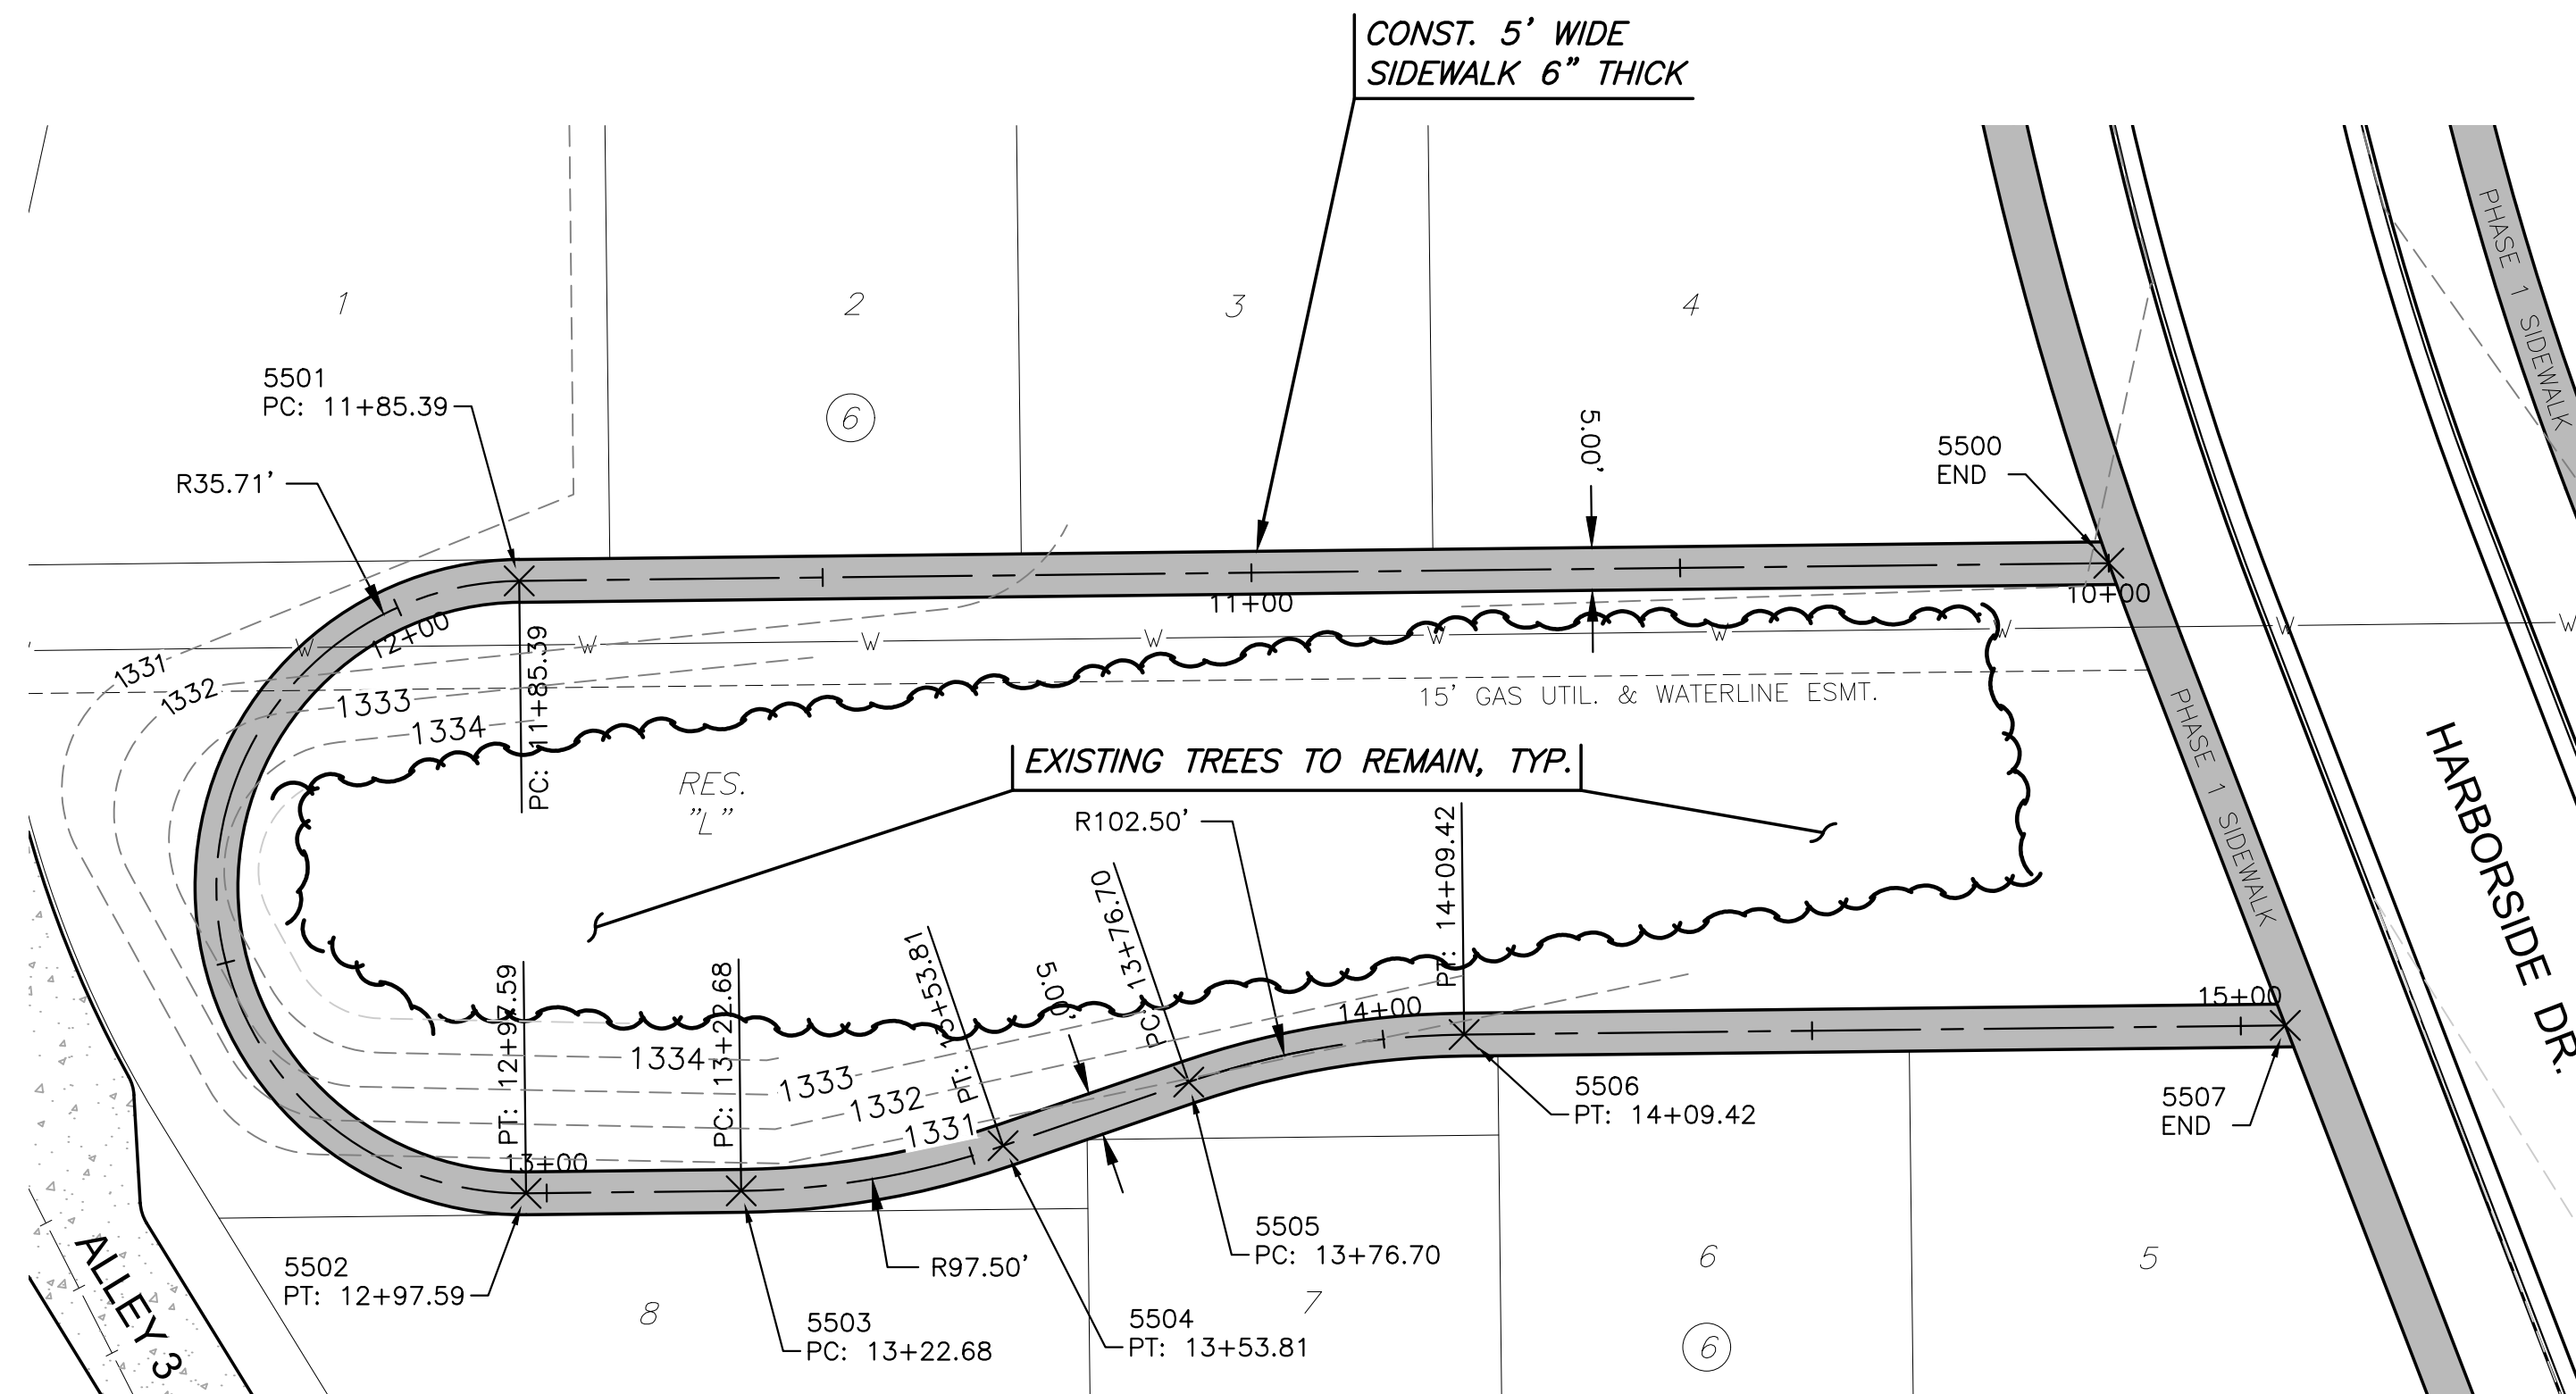 CONST. 5' WIDE
SIDEWALK 6" THICK
PHASE 1 SIDEWALK
1
2
3
4
5501
PC: 11+85.39
6
5.00'
5500
END
R35.71'
11+00
10+00
12+00
W W W W W W W W W
PC: 11+85.39
1331
1332
1333
1334
15' GAS UTIL. & WATERLINE ESMT.
PHASE 1 SIDEWALK
HARBORSIDE DR.
EXISTING TREES TO REMAIN, TYP.
RES.
"L"
R102.50'
PT: 14+09.42
PC: 13+76.70
PT: 13+53.81
5.00'
PT: 12+97.59
PC: 13+22.68
14+00
15+00
1334
1333
1332
1331
13+00
5506
PT: 14+09.42
5507
END
5502
PT: 12+97.59
R97.50'
5505
PC: 13+76.70
5503
PC: 13+22.68
5504
PT: 13+53.81
8
7
6
5
6
ALLEY 3